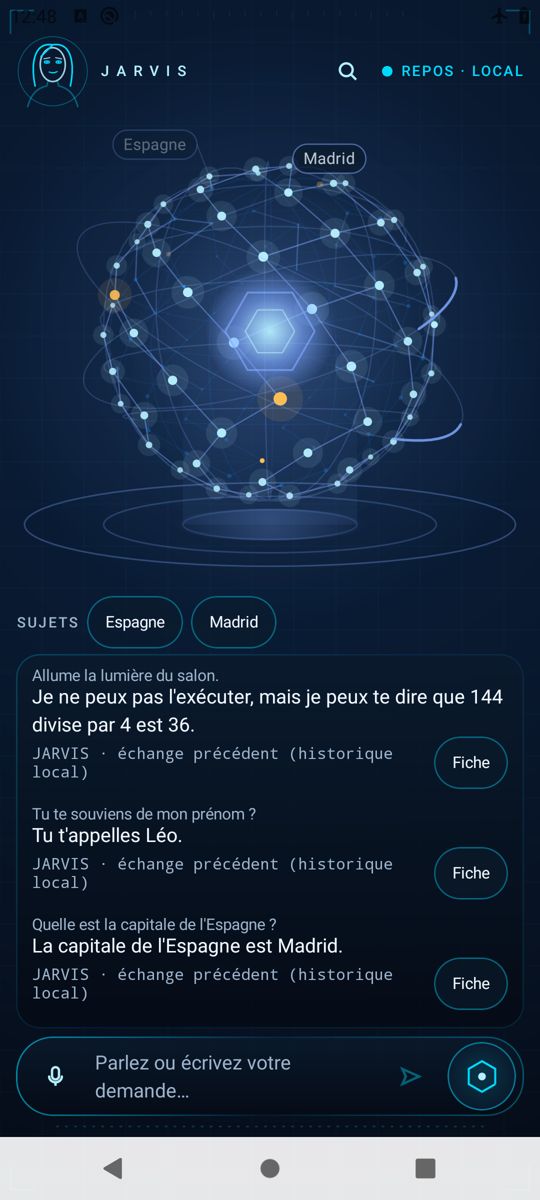 12:48
JARVIS
REPOS · LOCAL
Espagne
Madrid
SUJETS
Espagne
Madrid
Allume la lumière du salon.
Je ne peux pas l'exécuter, mais je peux te dire que 144
divise par 4 est 36.
JARVIS · échange précédent (historique
local)
Fiche
Tu te souviens de mon prénom ?
Tu t'appelles Léo.
JARVIS · échange précédent (historique
local)
Fiche
Quelle est la capitale de l'Espagne ?
La capitale de l'Espagne est Madrid.
JARVIS · échange précédent (historique
local)
Fiche
Parlez ou écrivez votre
demande…